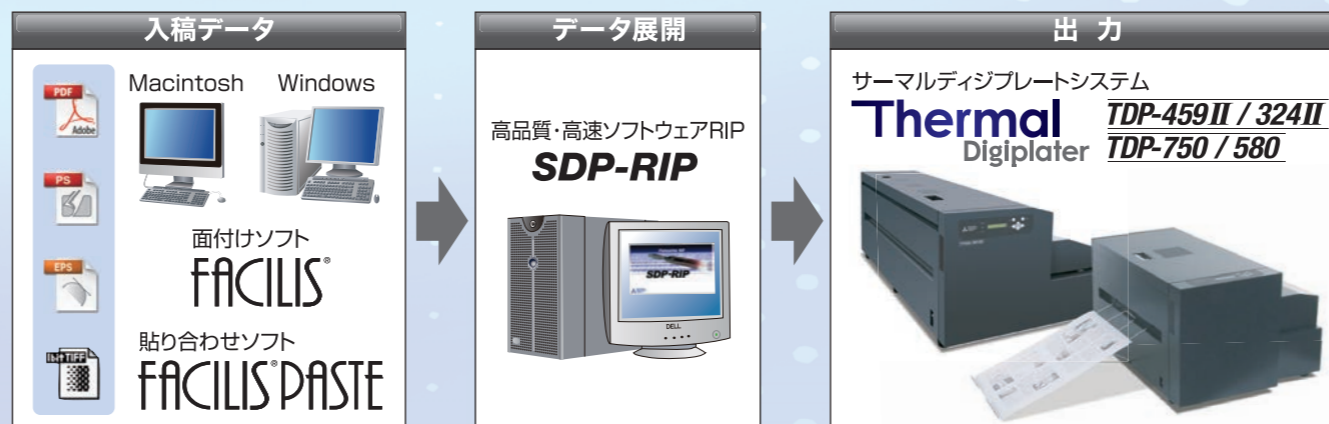 入稿データ
PDF
Adobe
PS
EPS
1bitTIFF
Macintosh Windows
面付けソフト
FACILIS®
貼り合わせソフト
FACILIS®PASTE
データ展開
高品質・高速ソフトウェアRIP
SDP-RIP
SDP-RIP
DELL
出力
サーマルディジプレートシステム
Thermal
Digiplater
TDP-459Ⅱ / 324Ⅱ
TDP-750 / 580